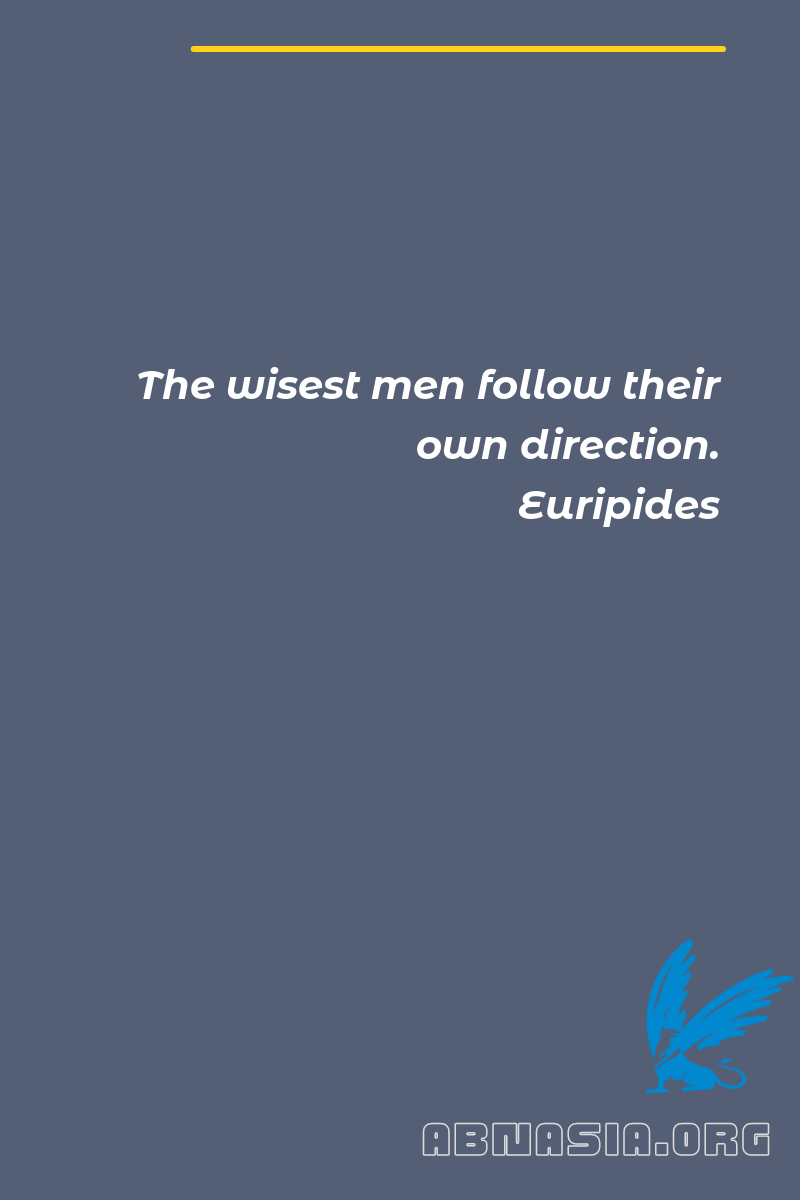 The wisest men follow their
own direction.
Euripides
ABNASIA.ORG